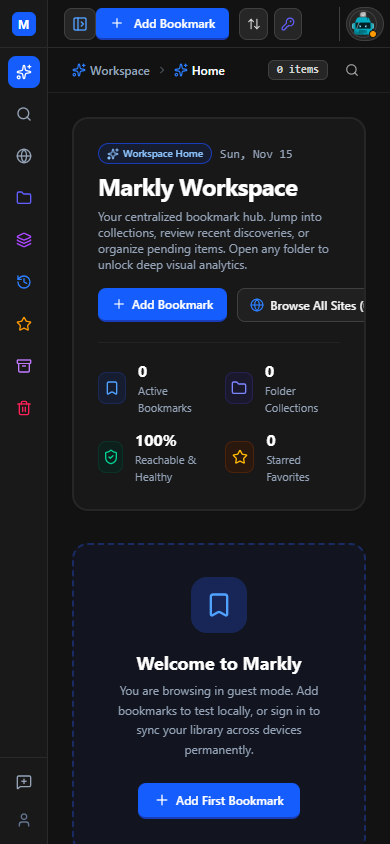 M
Add Bookmark
Workspace
Home
0 items
Workspace Home
Sun, Nov 15
Markly Workspace
Your centralized bookmark hub. Jump into
collections, review recent discoveries, or
organize pending items. Open any folder to
unlock deep visual analytics.
Add Bookmark
Browse All Sites (
0
Active
Bookmarks
0
Folder
Collections
100%
Reachable &
Healthy
0
Starred
Favorites
Welcome to Markly
You are browsing in guest mode. Add
bookmarks to test locally, or sign in to
sync your library across devices
permanently.
Add First Bookmark